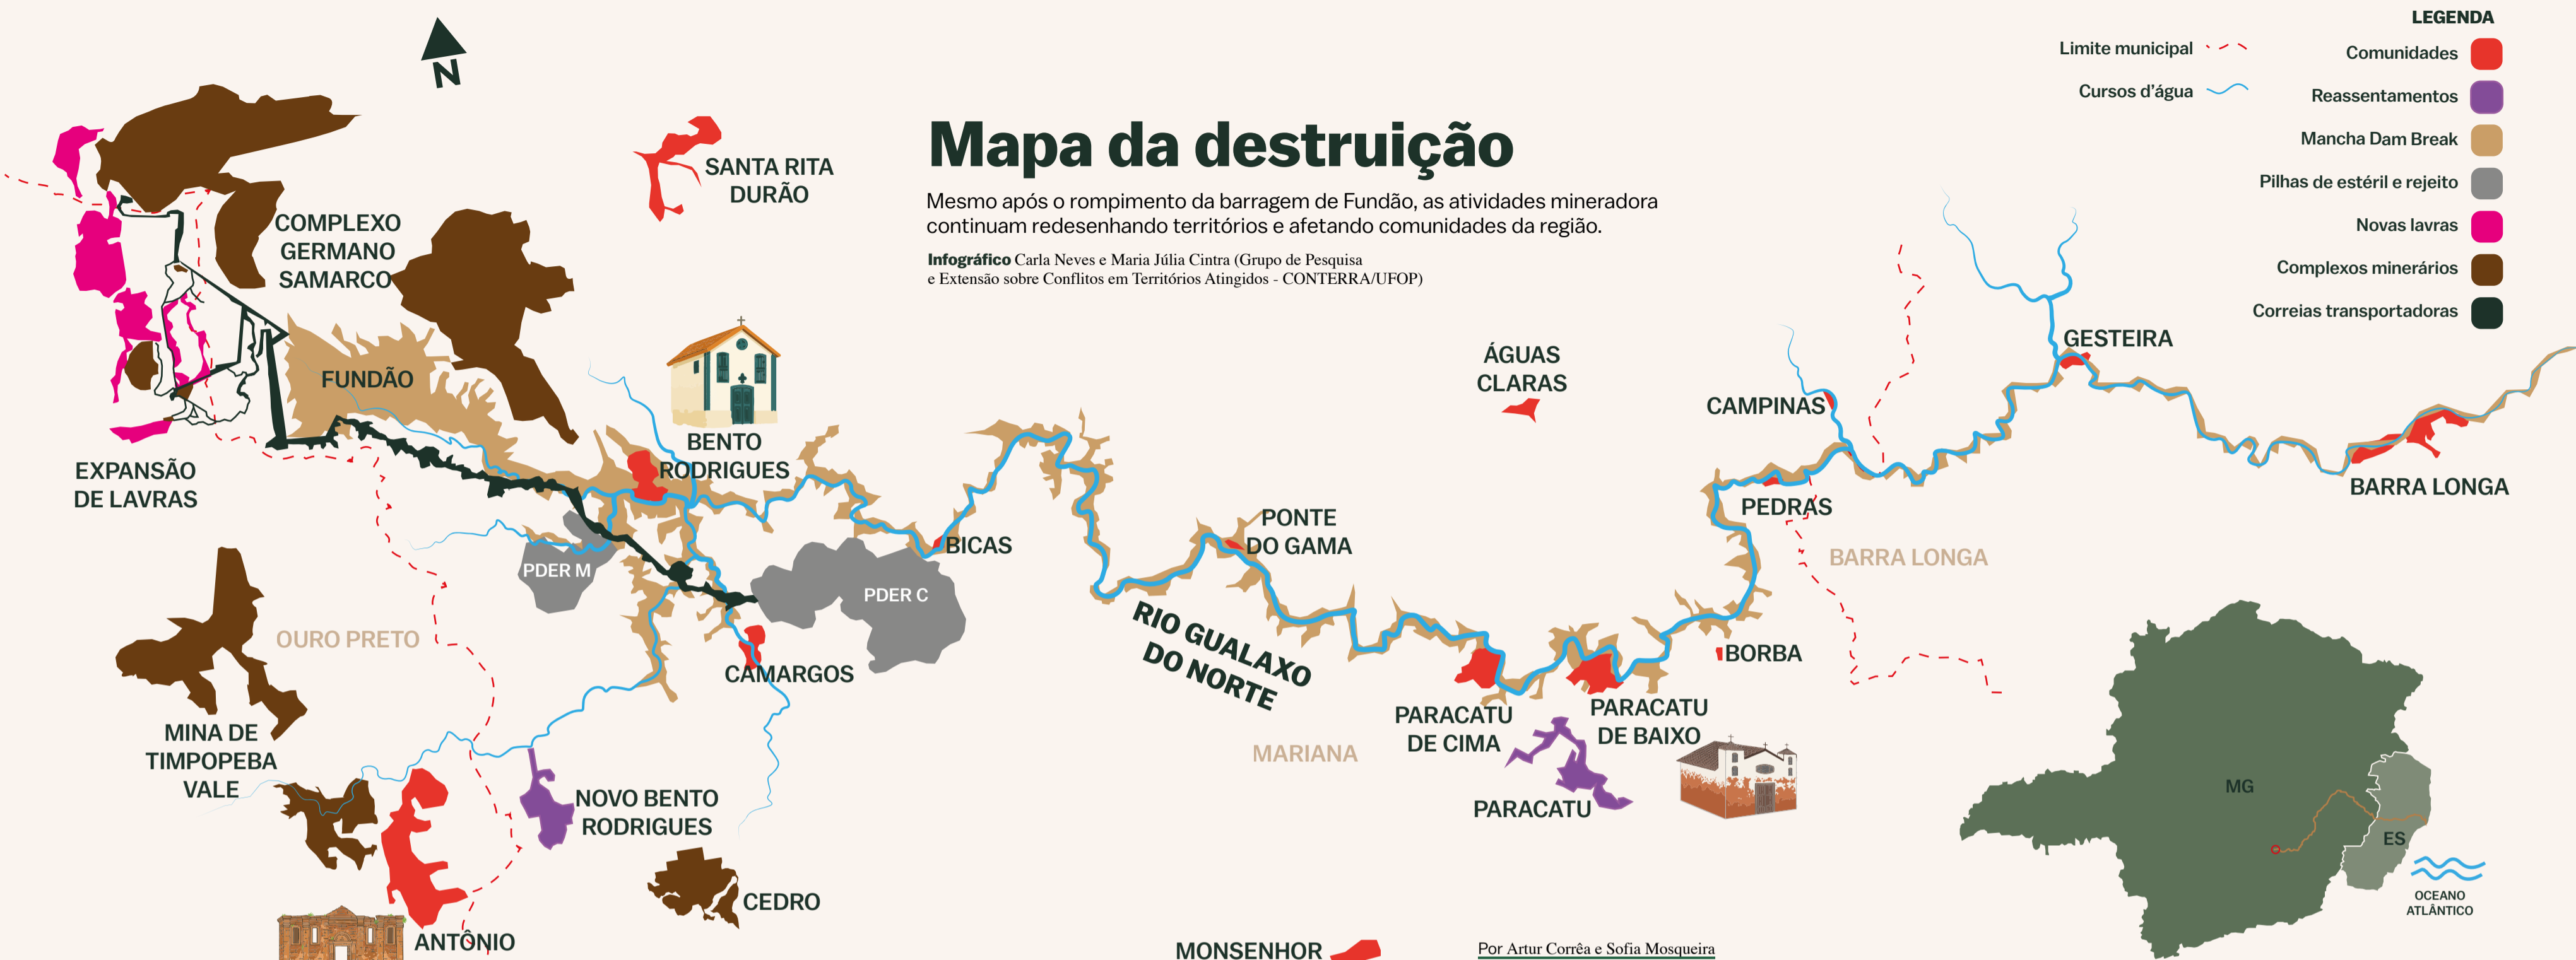 LEGENDA
Limite municipal
Cursos d’água
Comunidades
Reassentamentos
Mancha Dam Break
Pilhas de estéril e rejeito
Novas lavras
Complexos minerários
Correias transportadoras
N
Mapa da destruição
Mesmo após o rompimento da barragem de Fundão, as atividades mineradora
continuam redesenhando territórios e afetando comunidades da região.
Infográfico Carla Neves e Maria Júlia Cintra (Grupo de Pesquisa
e Extensão sobre Conflitos em Territórios Atingidos - CONTERRA/UFOP)
SANTA RITA
DURÃO
COMPLEXO
GERMANO
SAMARCO
FUNDÃO
EXPANSÃO
DE LAVRAS
BENTO
RODRIGUES
PDER M
PDER C
BICAS
CAMARGOS
OURO PRETO
MINA DE
TIMPOPEBA
VALE
NOVO BENTO
RODRIGUES
CEDRO
ANTÔNIO
PONTE
DO GAMA
RIO GUALAXO
DO NORTE
ÁGUAS
CLARAS
CAMPINAS
GESTEIRA
PEDRAS
BARRA LONGA
BARRA LONGA
BORBA
PARACATU
DE CIMA
PARACATU
DE BAIXO
MARIANA
PARACATU
MONSENHOR
MG
ES
OCEANO
ATLÂNTICO
Por Artur Corrêa e Sofia Mosqueira